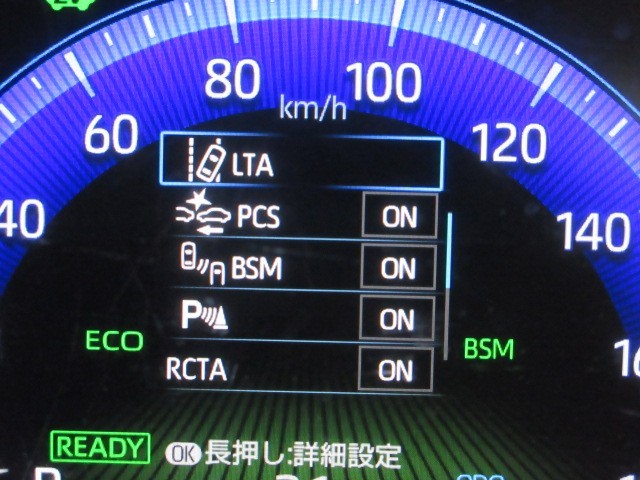 80
100
km/h
60
120
LTA
40
PCS ON
140
BSM ON
P ON
ECO
BSM
RCTA ON
READY
OK 長押し:詳細設定